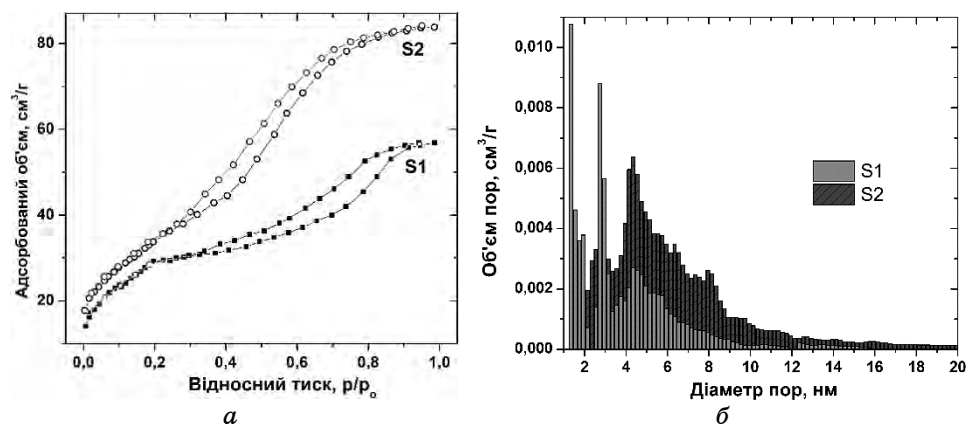 Адсорбований об'єм, см³/г
80
60
40
20
S2
S1
0,0 0,2 0,4 0,6 0,8 1,0
Відносний тиск, p/pₒ
а
Об'єм пор, см³/г
0,010
0,008
0,006
0,004
0,002
0,000
S1
S2
2 4 6 8 10 12 14 16 18 20
Діаметр пор, нм
б